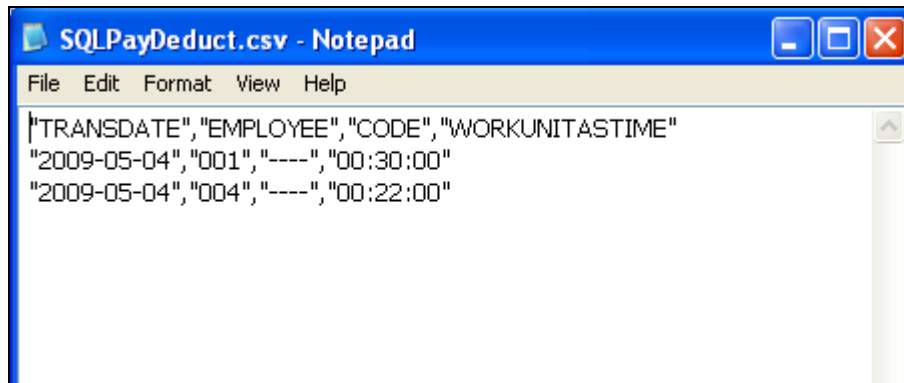 SQLPayDeduct.csv - Notepad
File Edit Format View Help
"TRANSDATE","EMPLOYEE","CODE","WORKUNITASTIME"
"2009-05-04","001","----","00:30:00"
"2009-05-04","004","----","00:22:00"